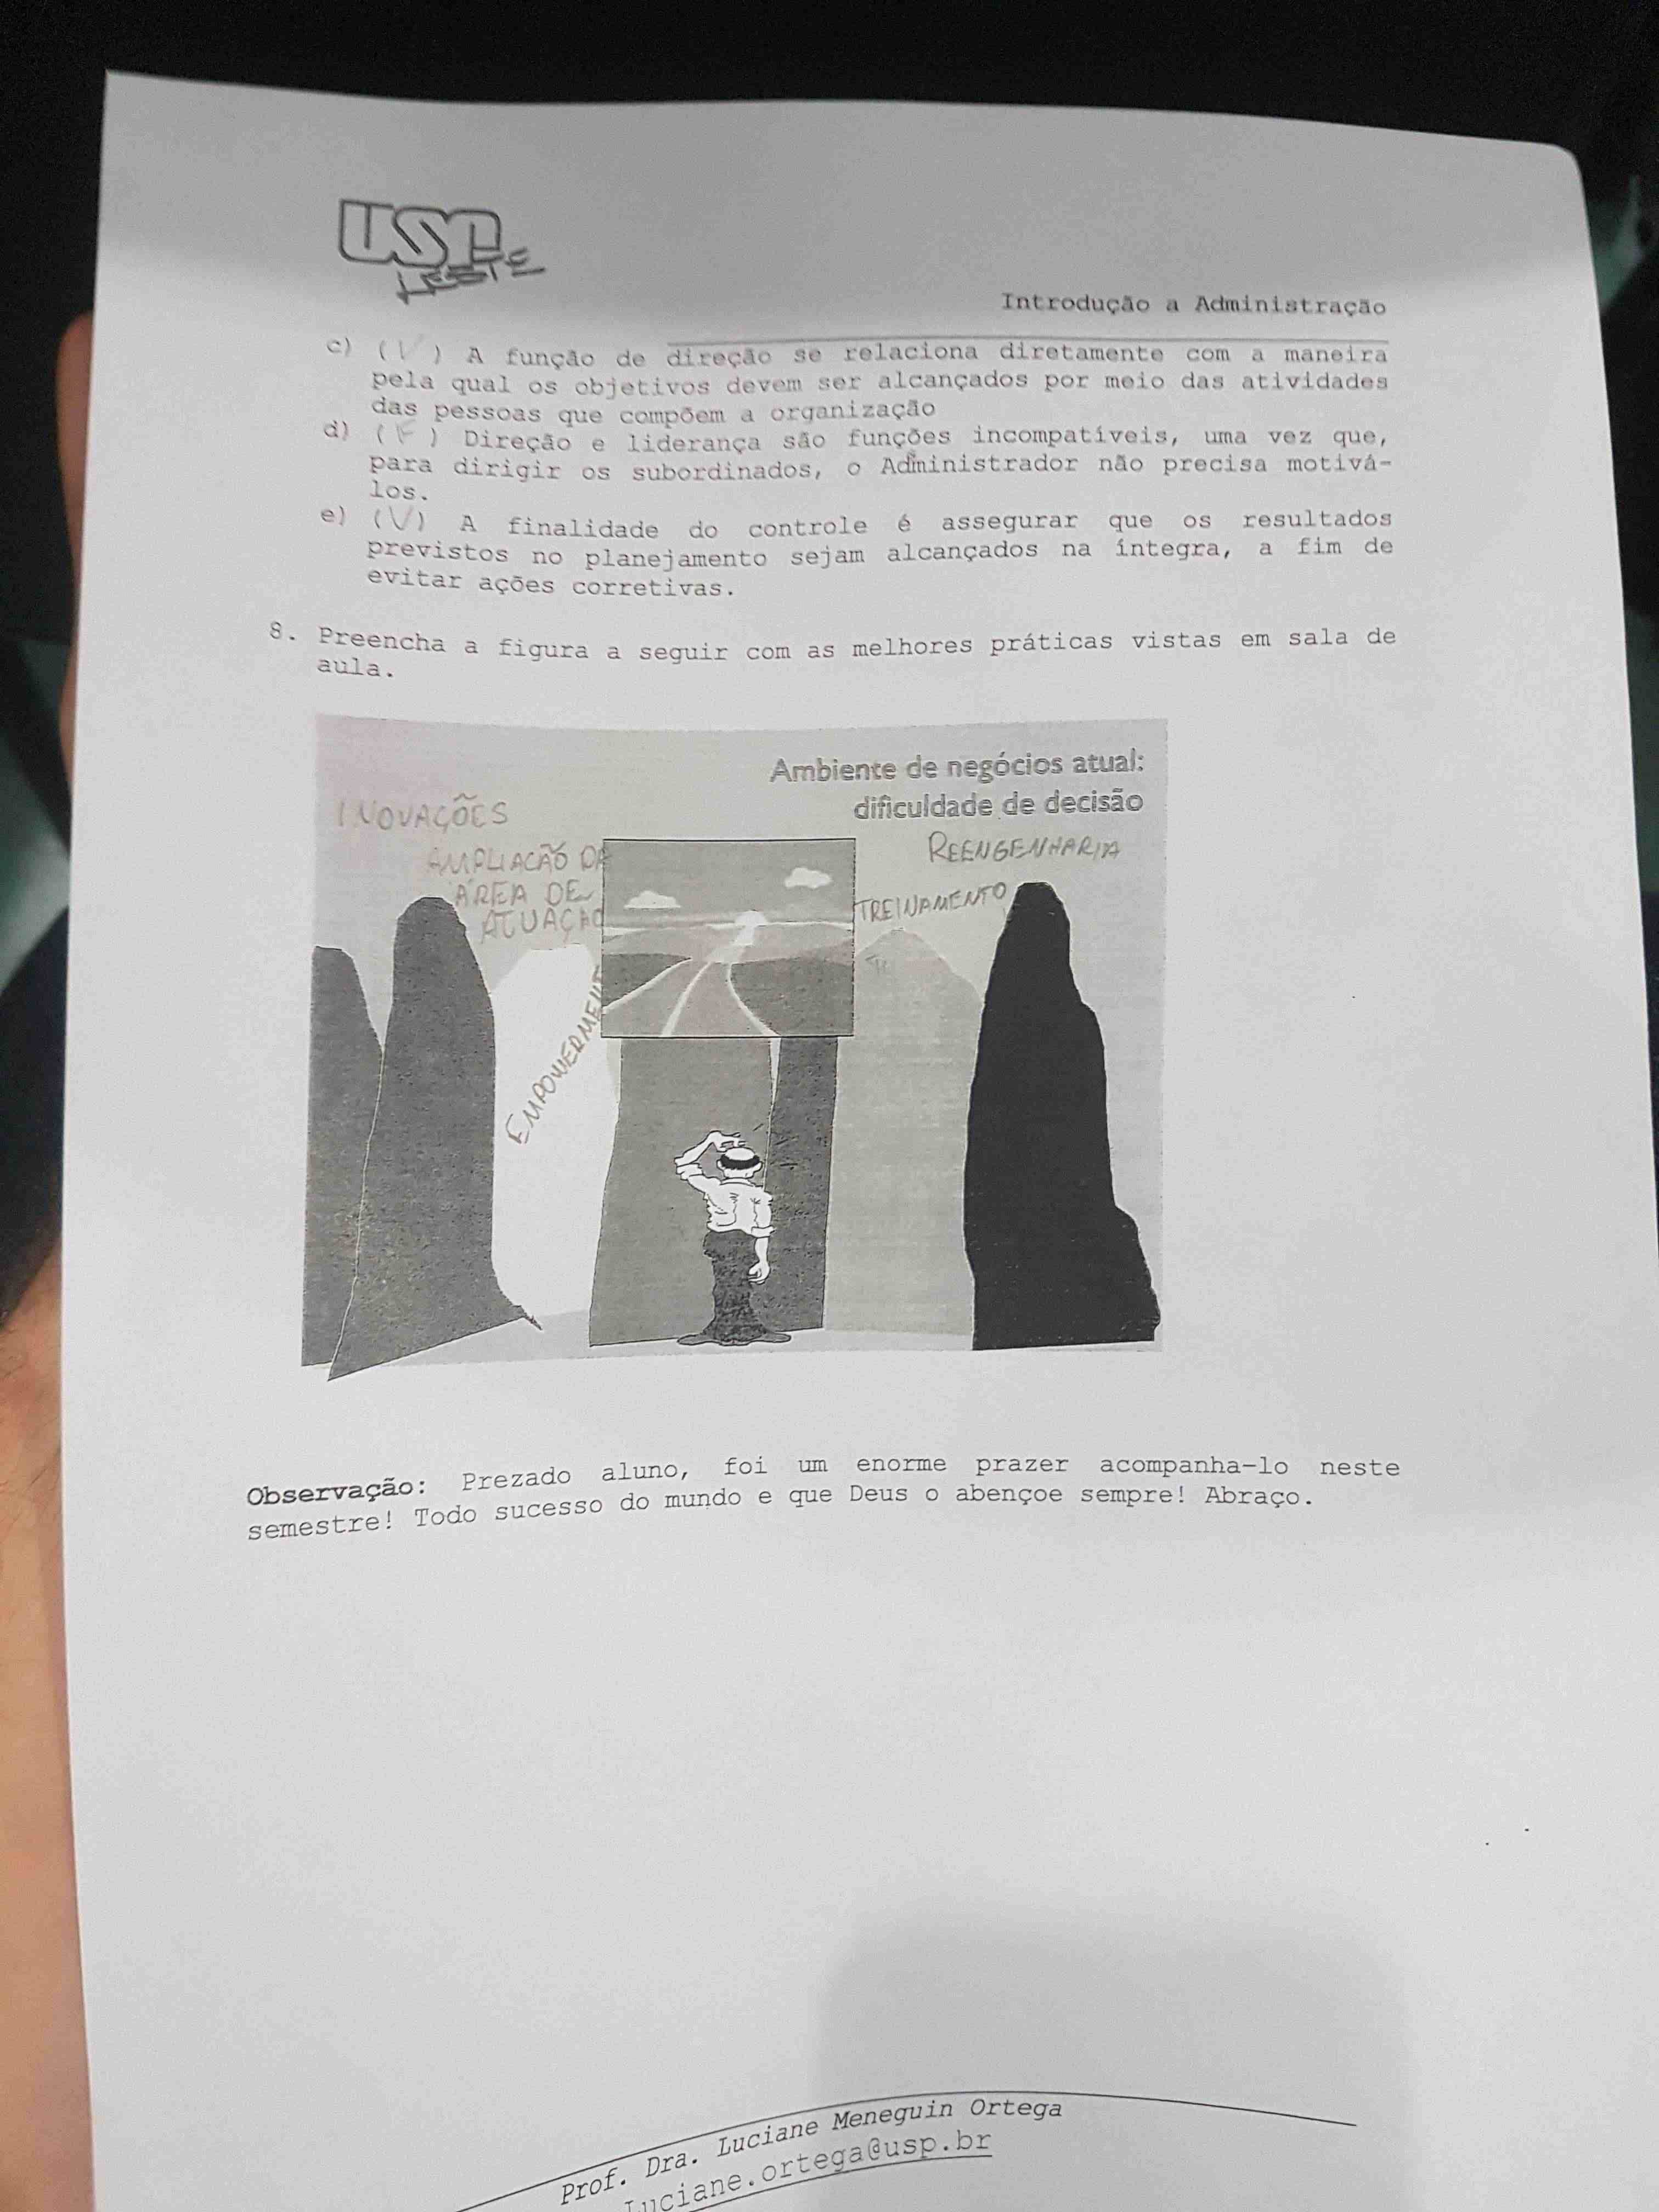 USP
LESTE
Introdução a Administração
c) (V) A função de direção se relaciona diretamente com a maneira
pela qual os objetivos devem ser alcançados por meio das atividades
das pessoas que compõem a organização
d) (F) Direção e liderança são funções incompatíveis, uma vez que,
para dirigir os subordinados, o Administrador não precisa motivá-
los.
e) (V) A finalidade do controle é assegurar que os resultados
previstos no planejamento sejam alcançados na íntegra, a fim de
evitar ações corretivas.
8. Preencha a figura a seguir com as melhores práticas vistas em sala de
aula.
Ambiente de negócios atual:
dificuldade de decisão
INOVAÇÕES
AMPLIACÃO DA
ÁREA DE
ATUAÇÃO
EMPOWERMENT
REENGENHARIA
TREINAMENTO
Observação: Prezado aluno, foi um enorme prazer acompanha-lo neste
semestre! Todo sucesso do mundo e que Deus o abençoe sempre! Abraço.
Prof. Dra. Luciane Meneguin Ortega
Luciane.ortega@usp.br